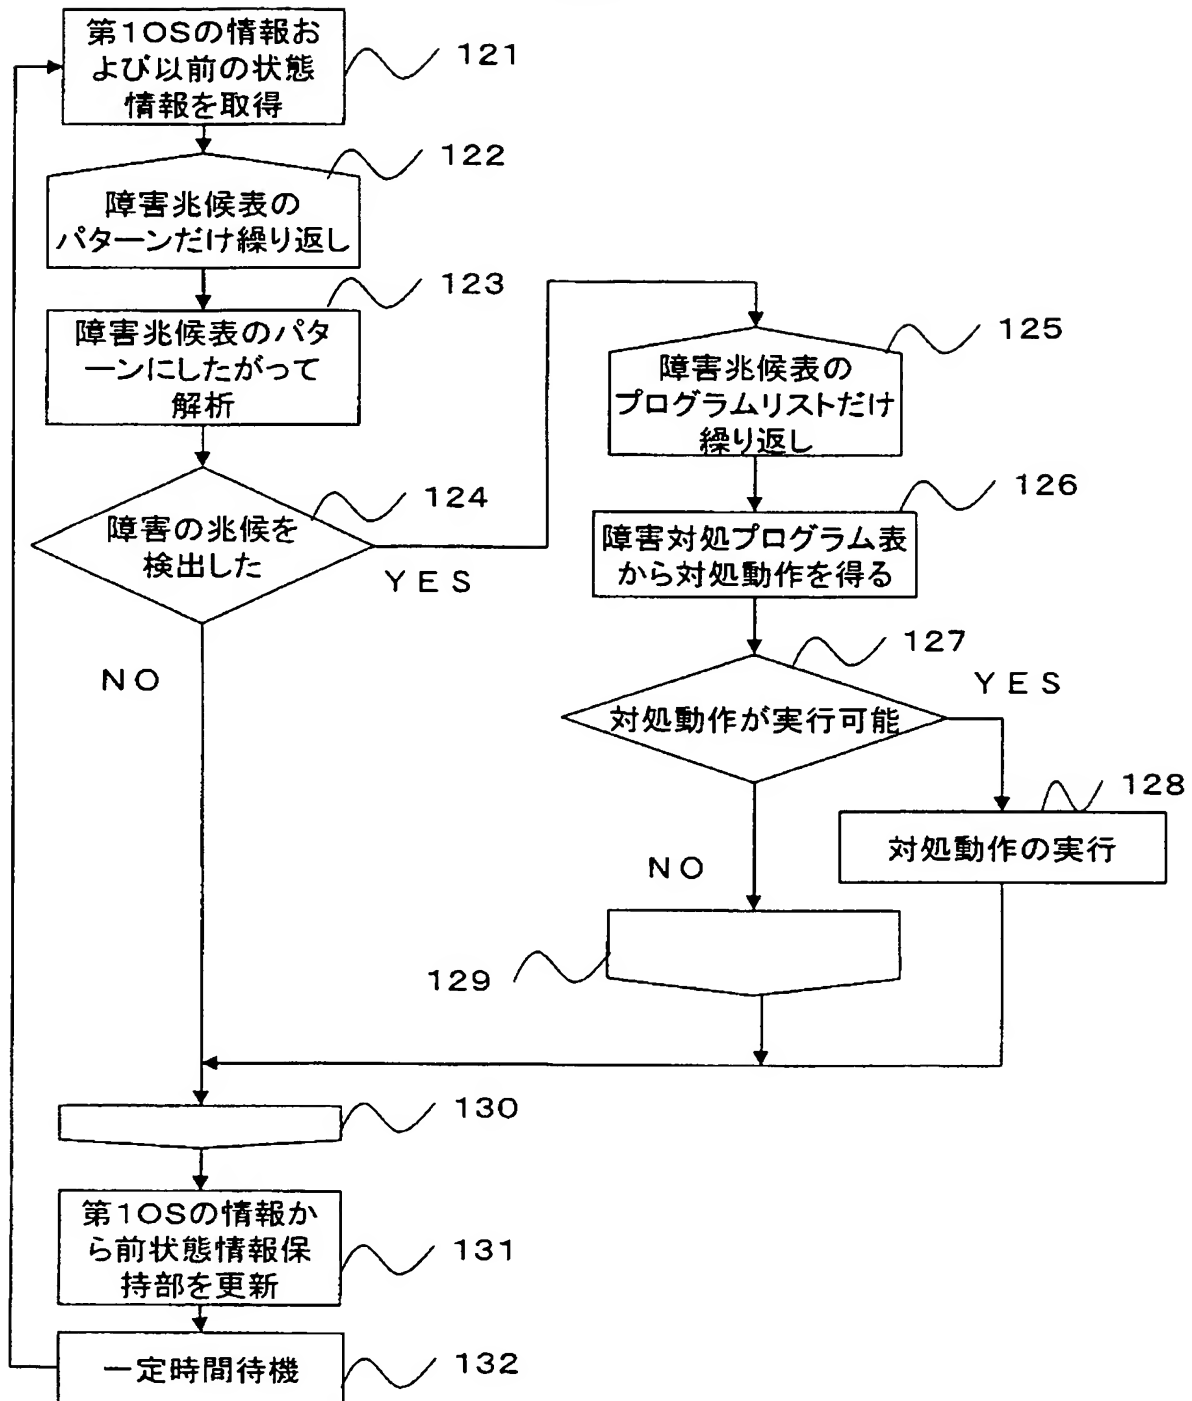 第1OSの情報お
よび以前の状態
情報を取得
121
122
障害兆候表の
パターンだけ繰り返し
123
障害兆候表のパタ
ーンにしたがって
解析
124
障害の兆候を
検出した
YES
NO
125
障害兆候表の
プログラムリストだけ
繰り返し
126
障害対処プログラム表
から対処動作を得る
127
対処動作が実行可能
YES
NO
128
対処動作の実行
129
130
第1OSの情報か
ら前状態情報保
持部を更新
131
一定時間待機
132